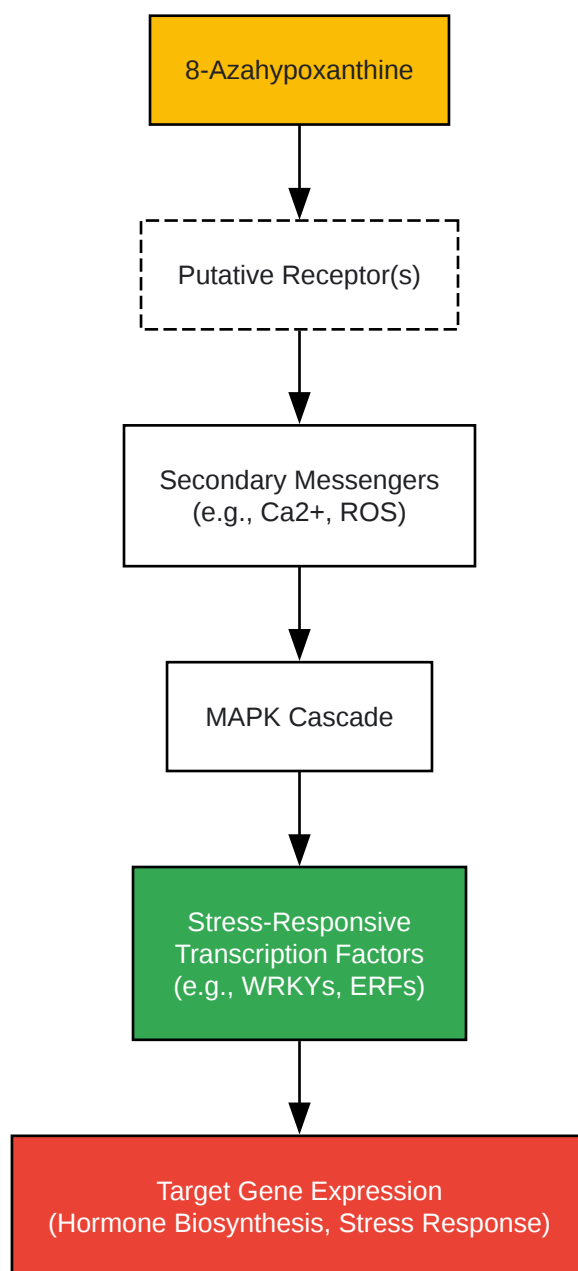 8-Azahypoxanthine
Putative Receptor(s)
Secondary Messengers
(e.g., Ca2+, ROS)
MAPK Cascade
Stress-Responsive
Transcription Factors
(e.g., WRKYs, ERFs)
Target Gene Expression
(Hormone Biosynthesis, Stress Response)